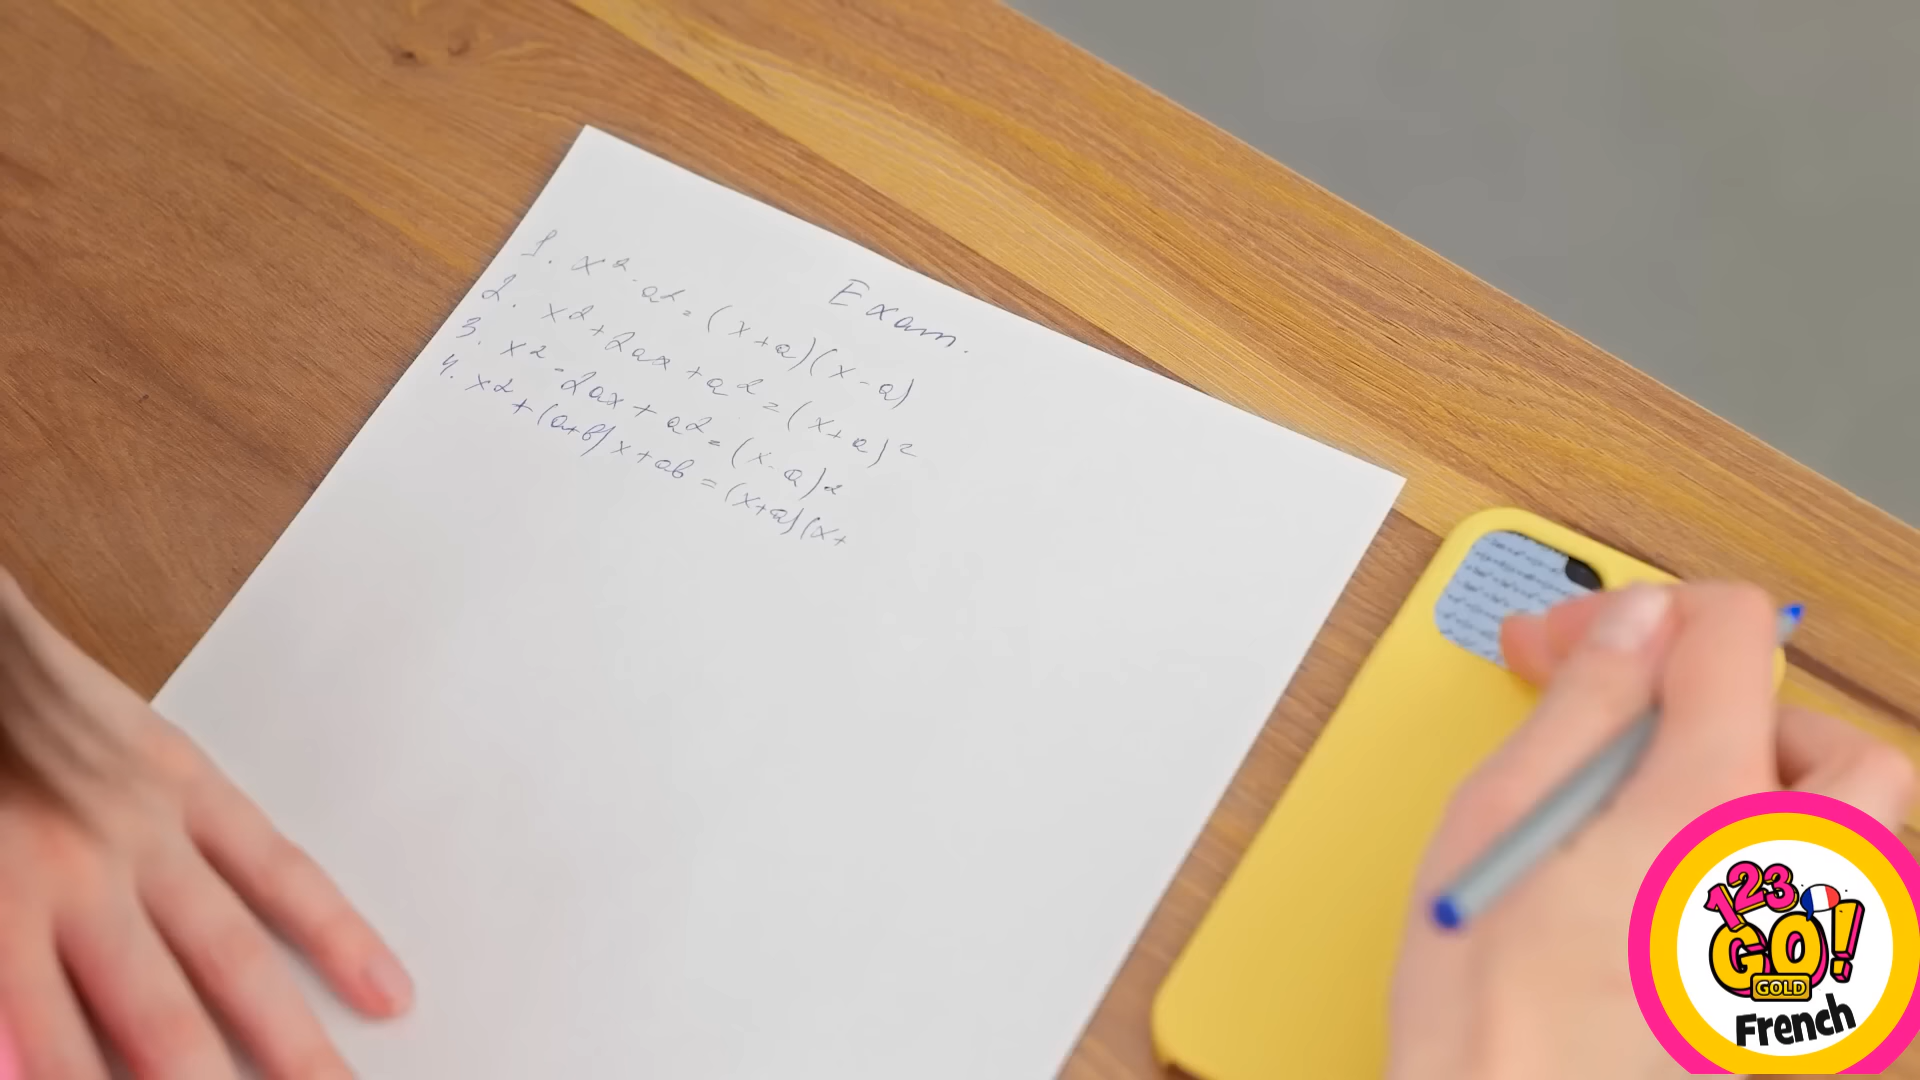 Exam.
1. x² - a² = (x+a)(x-a)
2. x² + 2ax + a² = (x+a)²
3. x² - 2ax + a² = (x-a)²
4. x² + (a+b)x + ab = (x+a)(x+
123
GO!
GOLD
French